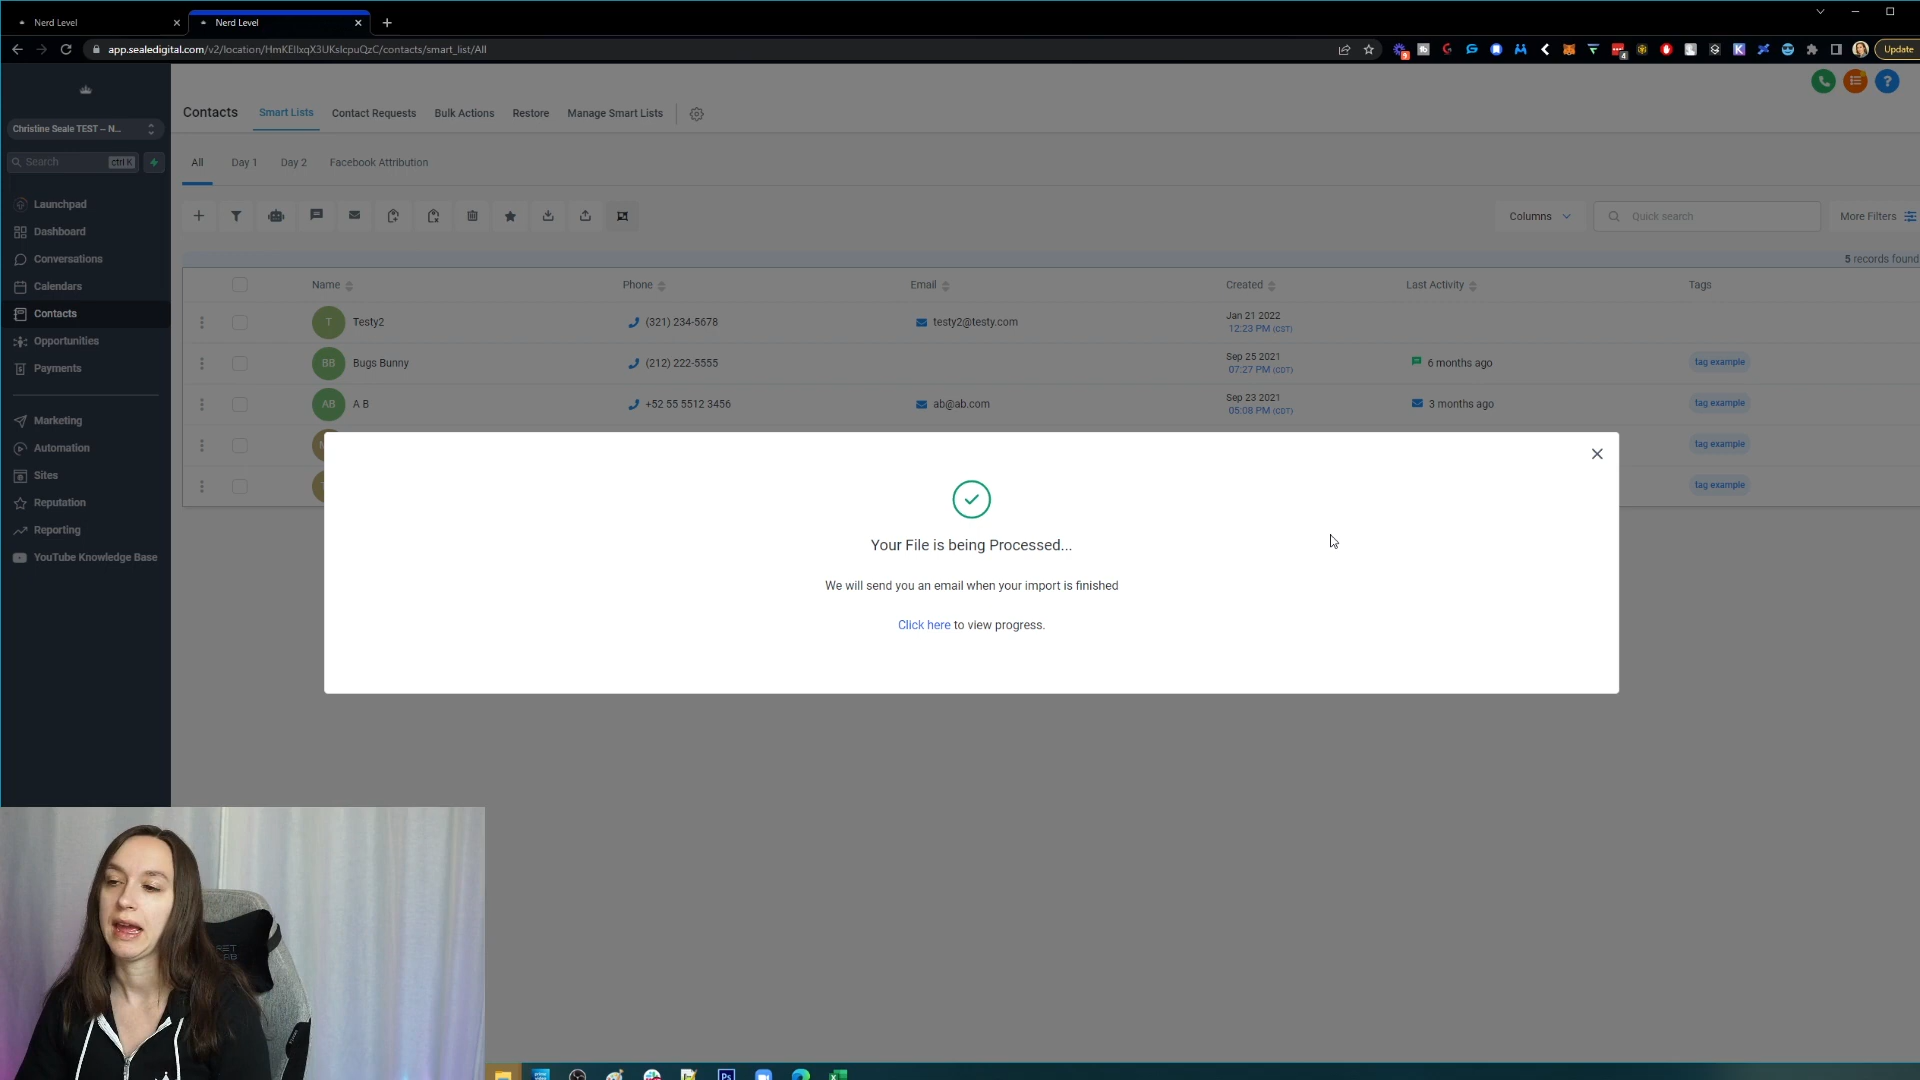 Nerd Level
Nerd Level
app.sealedigital.com/v2/location/HmKEIlxqX3UKslcpuQzC/contacts/smart_list/All
Update
Christine Seale TEST – N...
Search ctrl K
Launchpad
Dashboard
Conversations
Calendars
Contacts
Opportunities
Payments
Marketing
Automation
Sites
Reputation
Reporting
YouTube Knowledge Base
Contacts Smart Lists Contact Requests Bulk Actions Restore Manage Smart Lists
All Day 1 Day 2 Facebook Attribution
Columns Quick search More Filters
5 records found
Name Phone Email Created Last Activity Tags
T Testy2 (321) 234-5678 testy2@testy.com Jan 21 2022
12:23 PM (CST)
BB Bugs Bunny (212) 222-5555 Sep 25 2021 6 months ago tag example
07:27 PM (CDT)
AB A B +52 55 5512 3456 ab@ab.com Sep 23 2021 3 months ago tag example
05:08 PM (CDT)
tag example
tag example
Your File is being Processed...
We will send you an email when your import is finished
Click here to view progress.
Ps